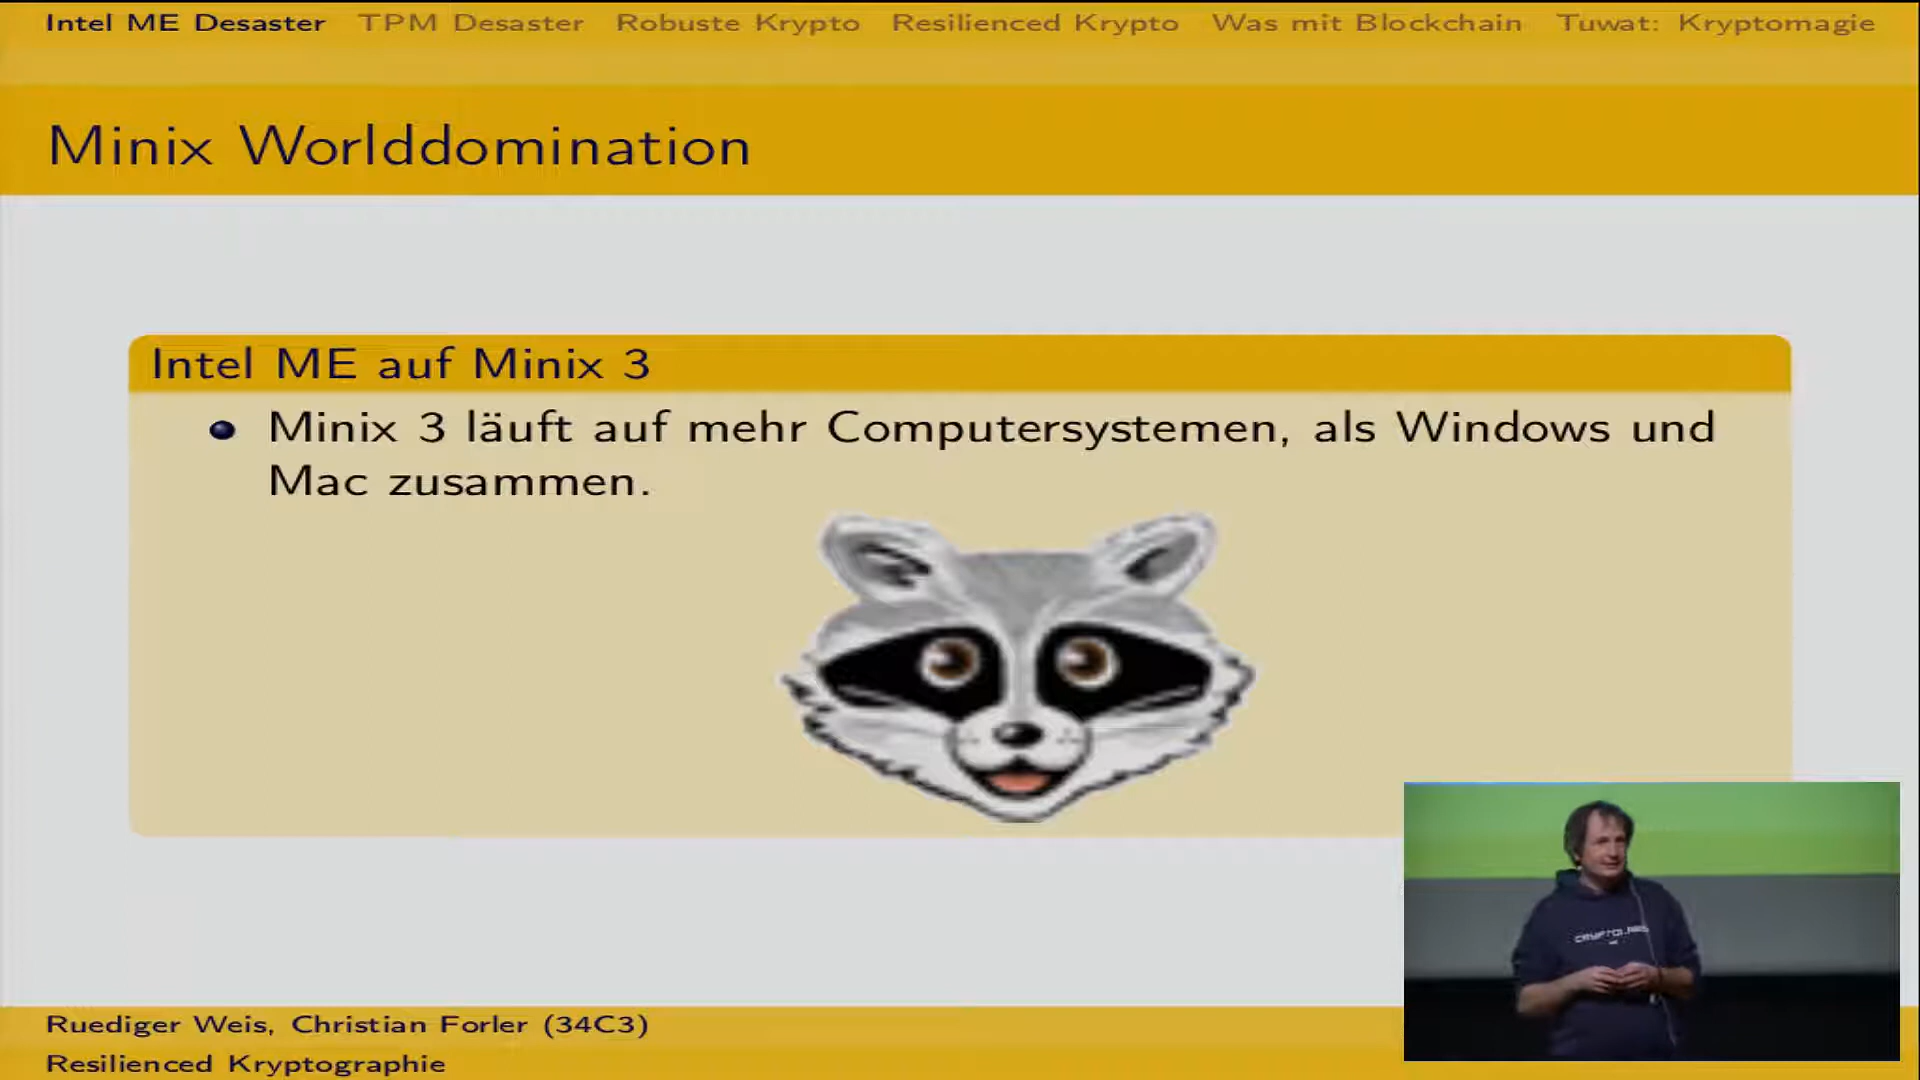 Intel ME Desaster TPM Desaster Robuste Krypto Resilienced Krypto Was mit Blockchain Tuwat: Kryptomagie
Minix Worlddomination
Intel ME auf Minix 3
Minix 3 läuft auf mehr Computersystemen, als Windows und
Mac zusammen.
Ruediger Weis, Christian Forler (34C3)
Resilienced Kryptographie